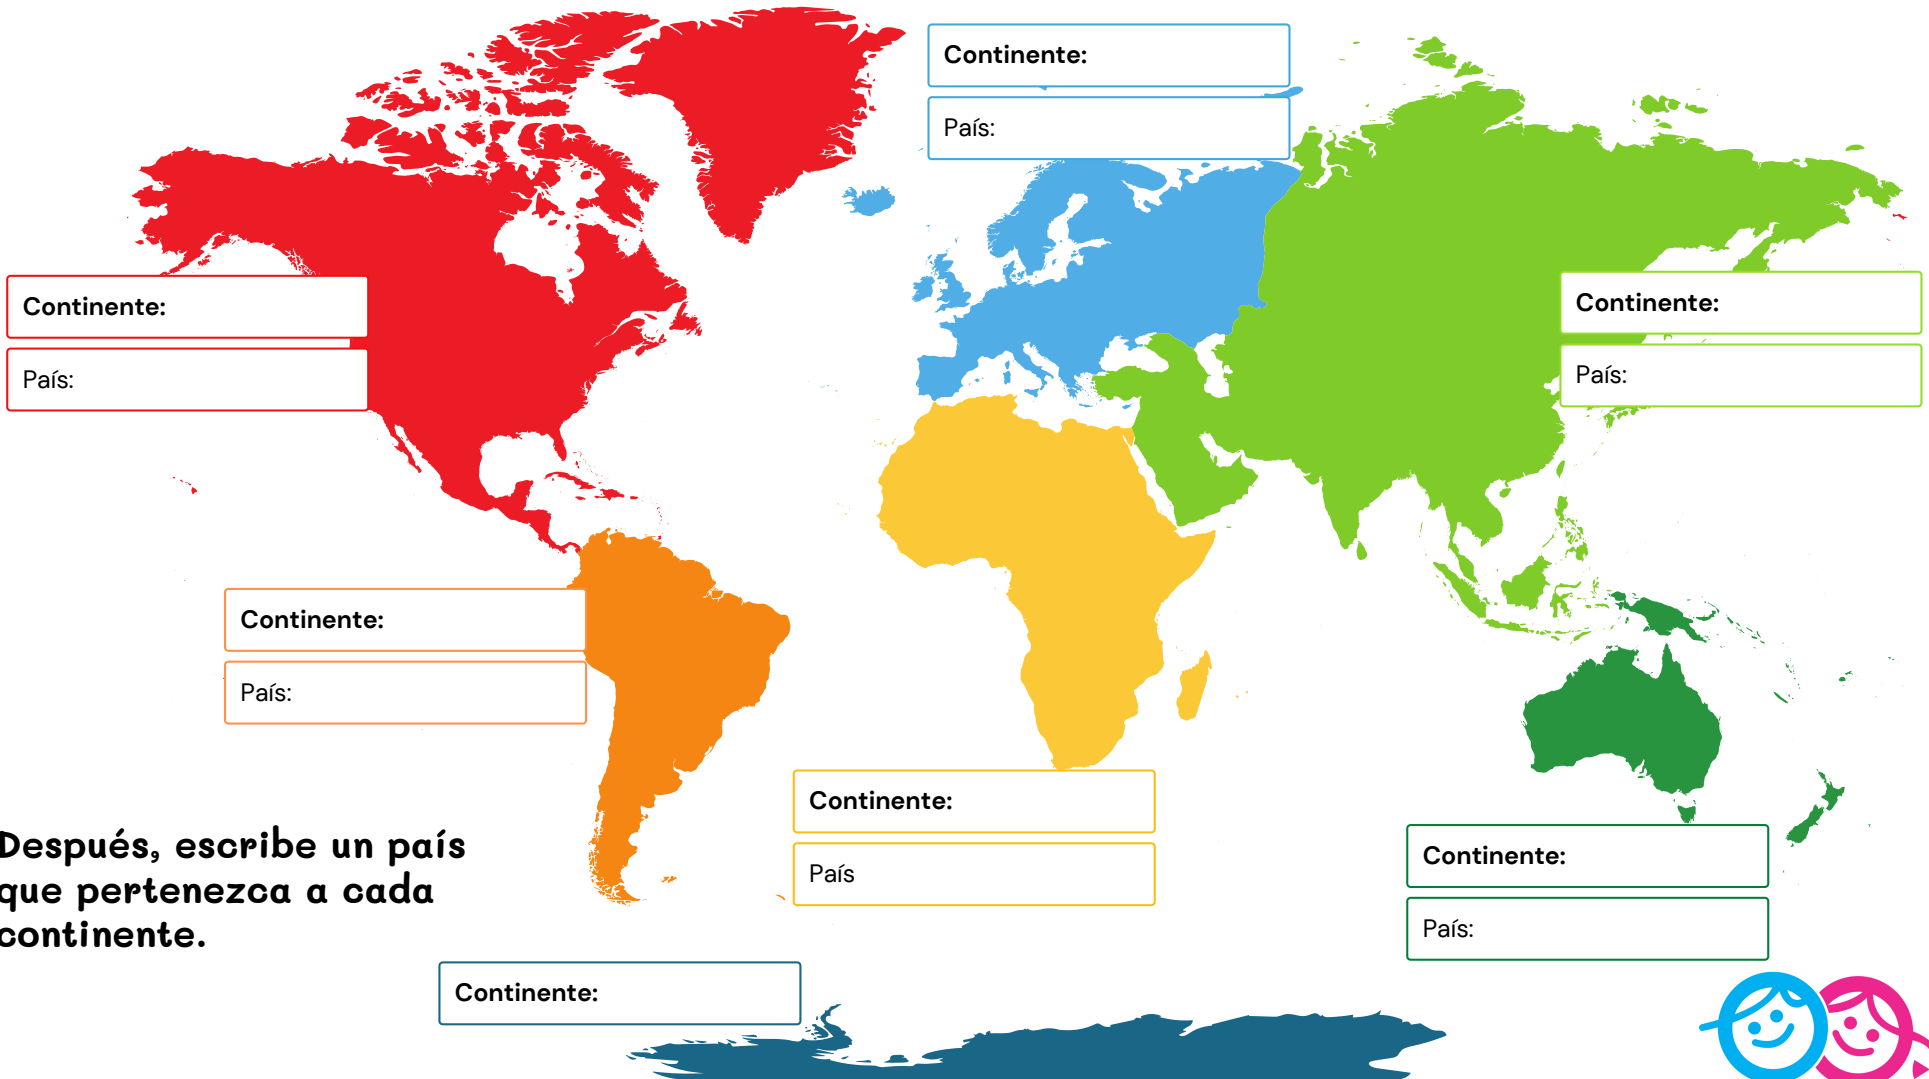 Continente:
País:
Continente:
País:
Continente:
País:
Continente:
País:
Continente:
País
Continente:
País:
Después, escribe un país
que pertenezca a cada
continente.
Continente: